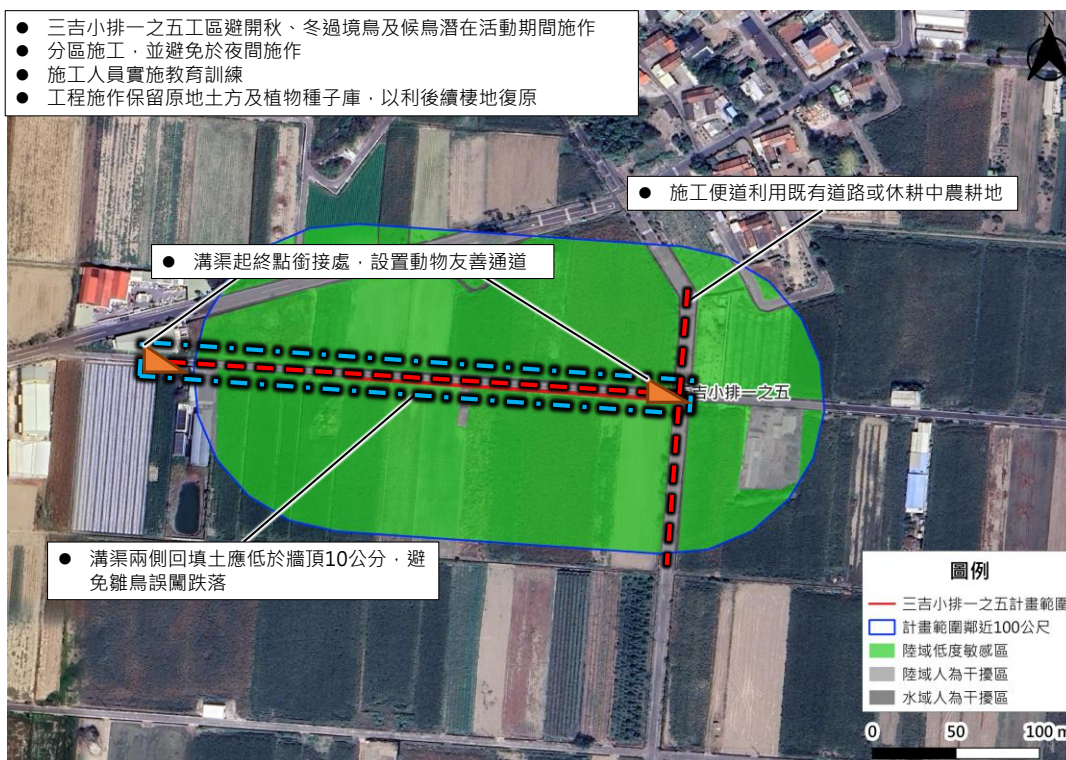 ● 三吉小排一之五工區避開秋、冬過境鳥及候鳥潛在活動期間施作
● 分區施工，並避免於夜間施作
● 施工人員實施教育訓練
● 工程施作保留原地土方及植物種子庫，以利後續棲地復原
N
● 施工便道利用既有道路或休耕中農耕地
● 溝渠起終點銜接處，設置動物友善通道
吉小排一之五
● 溝渠兩側回填土應低於牆頂10公分，避
免雛鳥誤闖跌落
圖例
三吉小排一之五計畫範圍
計畫範圍鄰近100公尺
陸域低度敏感區
陸域人為干擾區
水域人為干擾區
0 50 100 m